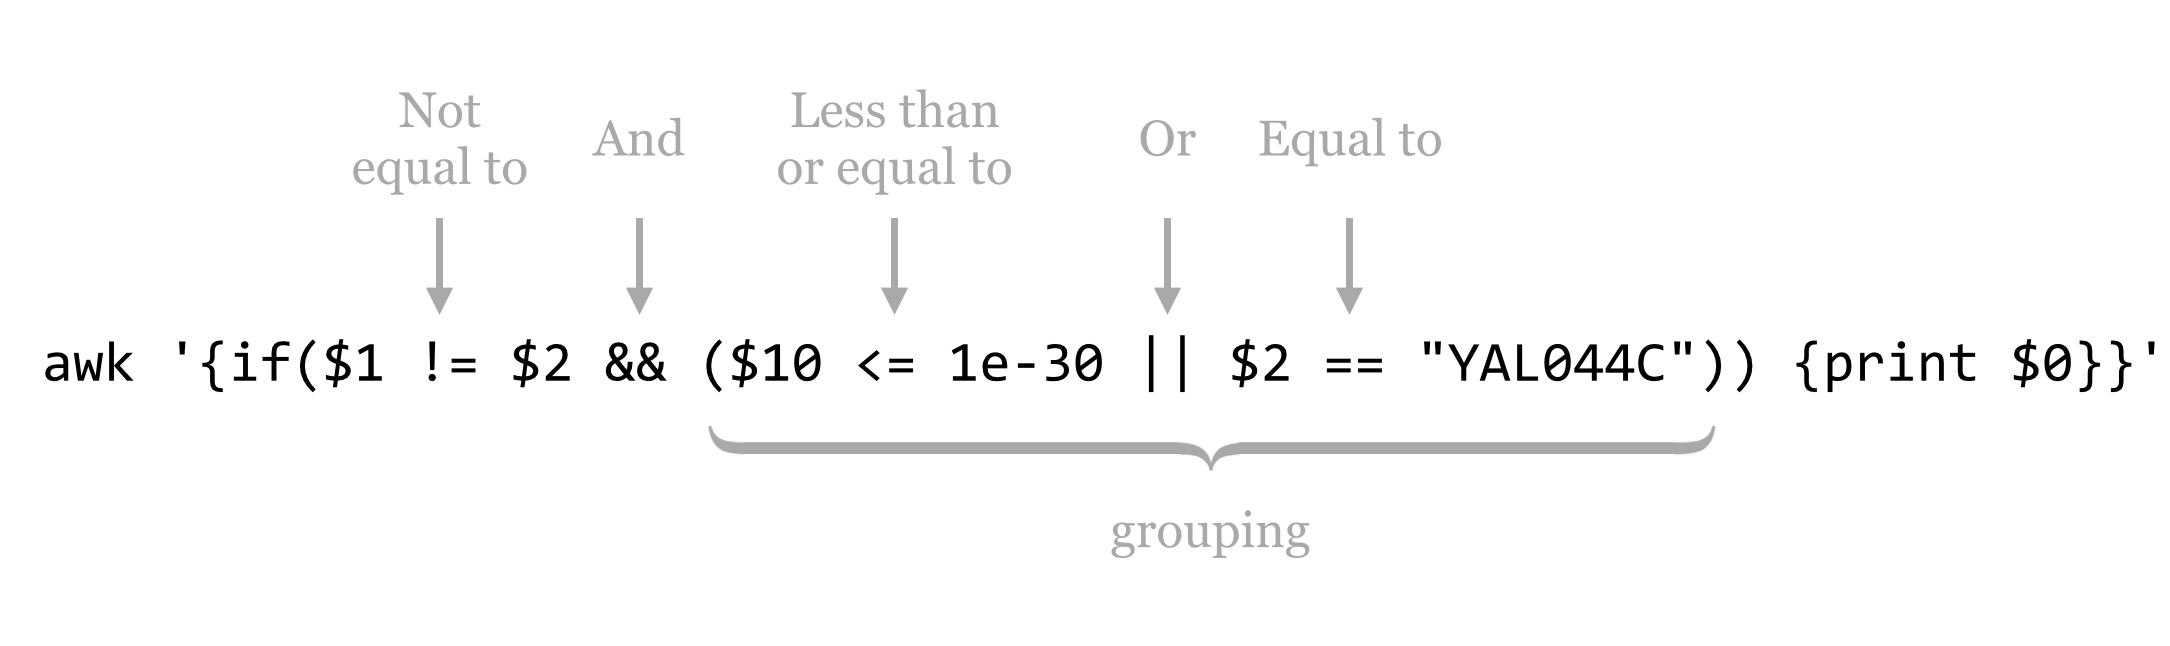 Not
equal to
And
Less than
or equal to
Or
Equal to
awk '{if($1 != $2 && ($10 <= 1e-30 || $2 == "YAL044C")) {print $0}}'
grouping